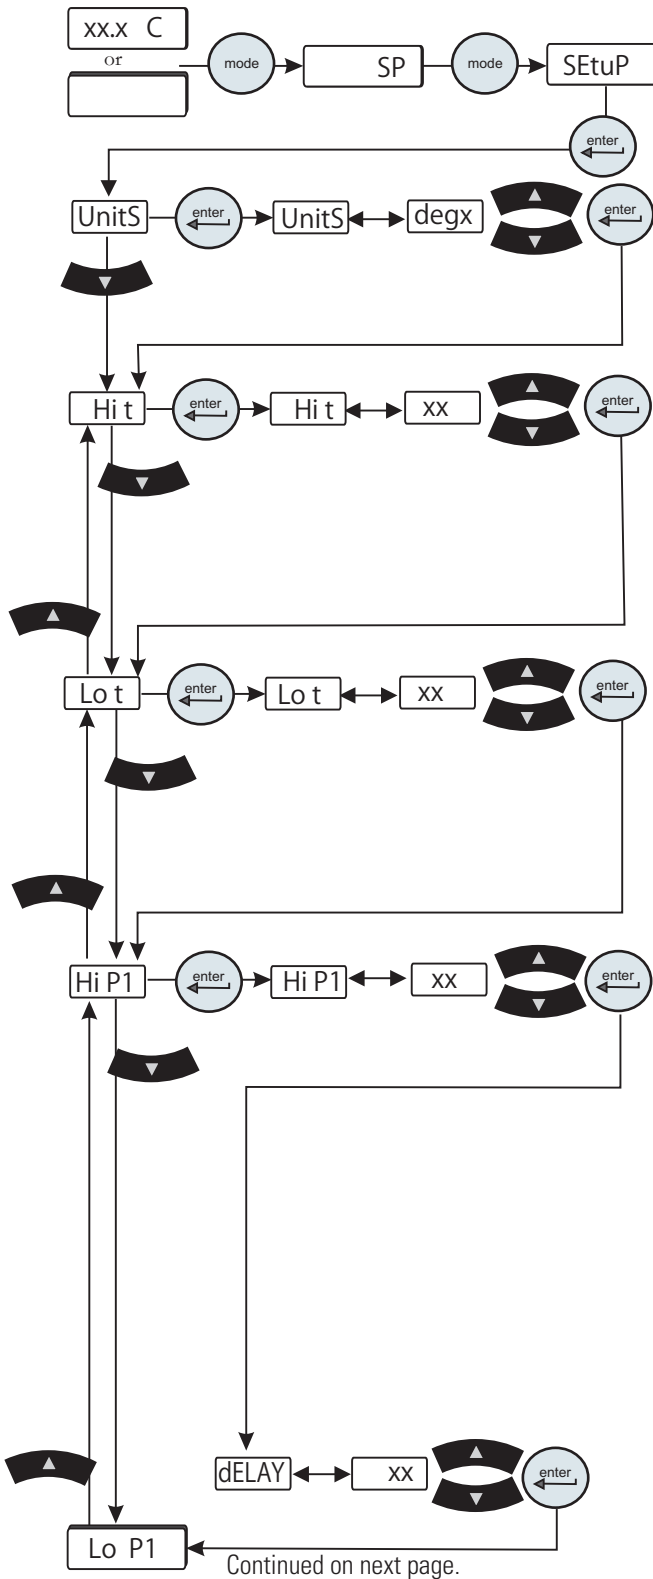 xx.x C
or
mode
SP
mode
SEtuP
enter
UnitS
enter
UnitS
degx
enter
Hi t
enter
Hi t
xx
enter
Lo t
enter
Lo t
xx
enter
Hi P1
enter
Hi P1
xx
enter
dELAY
xx
enter
Lo P1
Continued on next page.